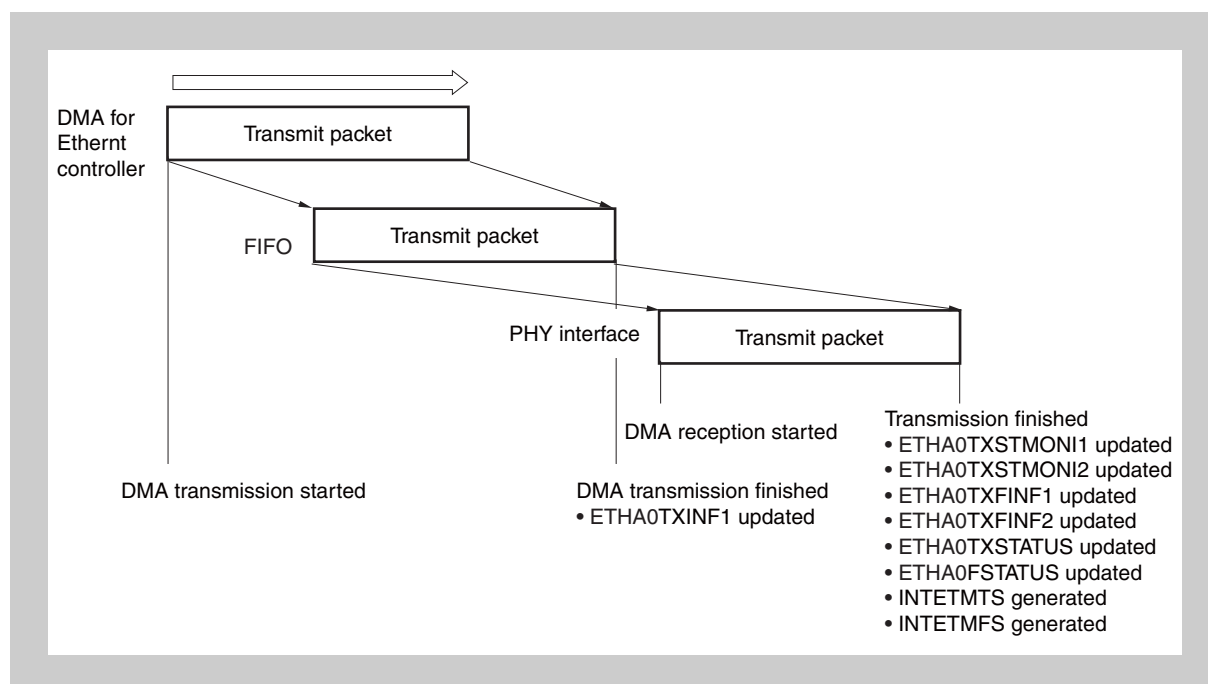 DMA for
Ethernt
controller
Transmit packet
FIFO
Transmit packet
PHY interface
Transmit packet
DMA reception started
DMA transmission started
DMA transmission finished
• ETHA0TXINF1 updated
Transmission finished
• ETHA0TXSTMONI1 updated
• ETHA0TXSTMONI2 updated
• ETHA0TXFINF1 updated
• ETHA0TXFINF2 updated
• ETHA0TXSTATUS updated
• ETHA0FSTATUS updated
• INTETMTS generated
• INTETMFS generated